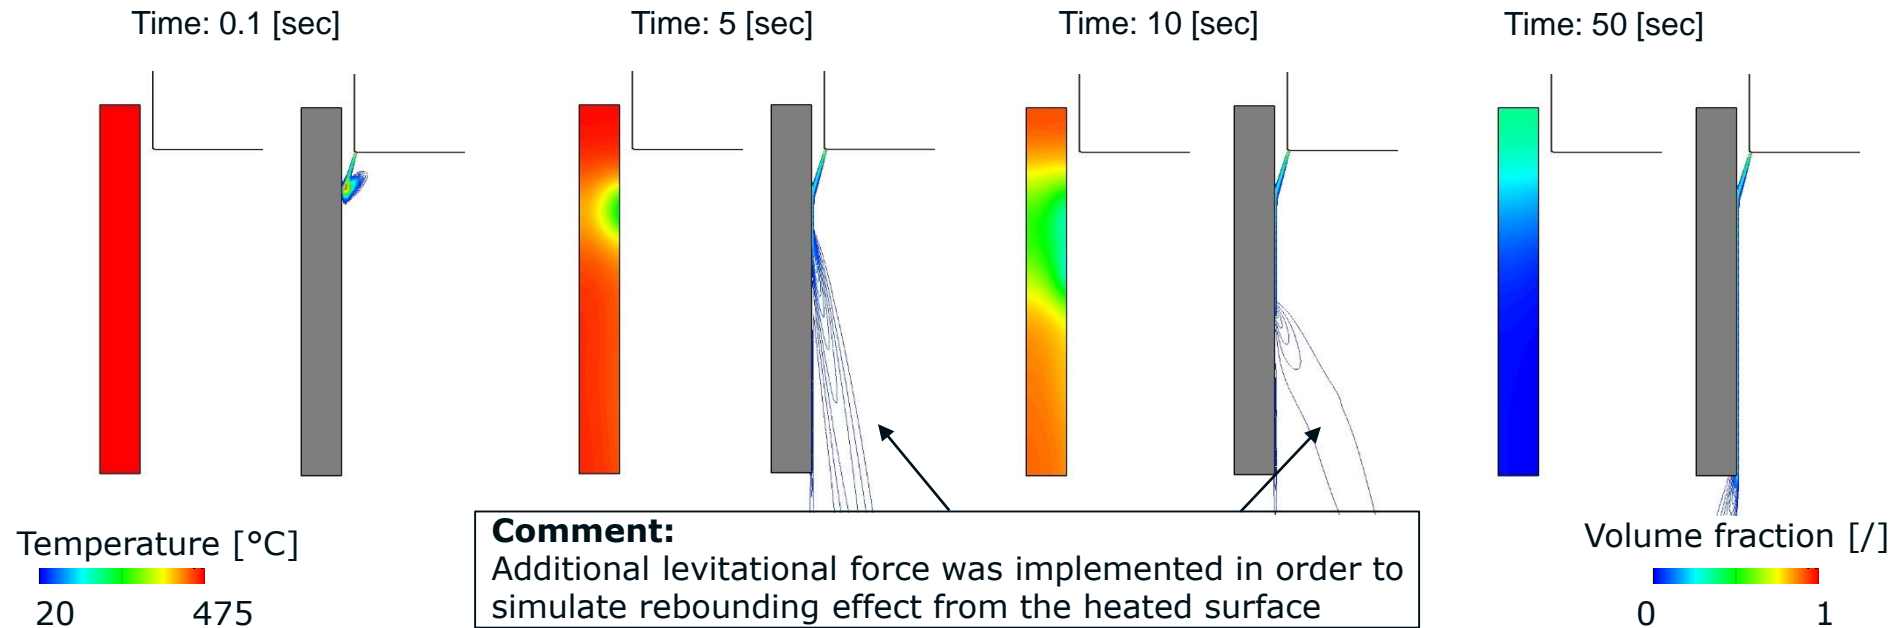 Time: 0.1 [sec]
Time: 5 [sec]
Time: 10 [sec]
Time: 50 [sec]
Temperature [°C]
20
475
Comment:
Additional levitational force was implemented in order to
simulate rebounding effect from the heated surface
Volume fraction [/]
0
1